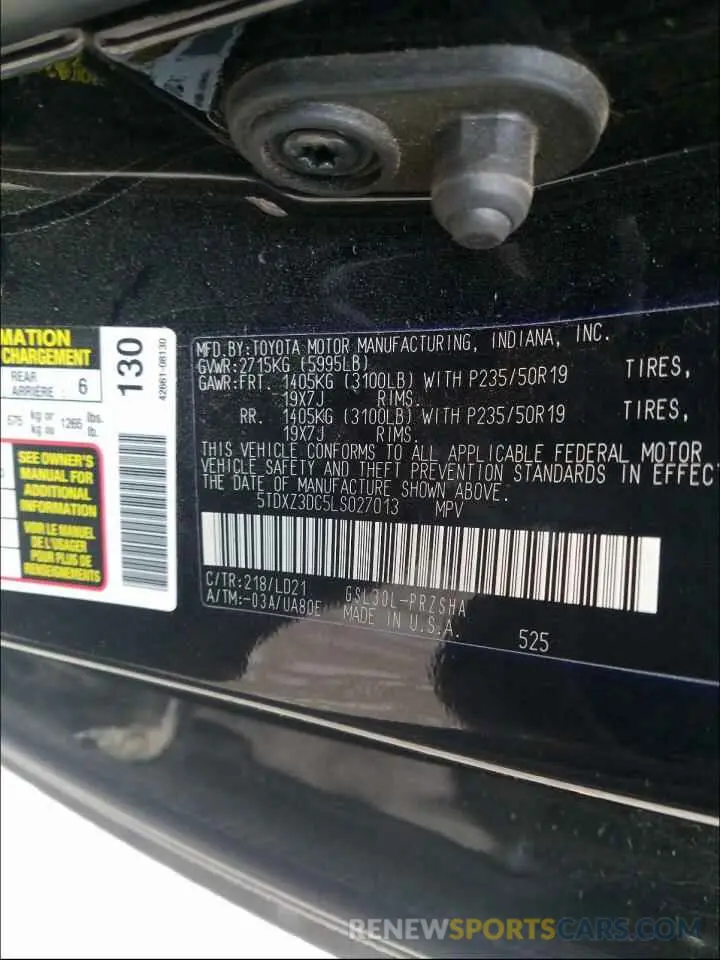 MATION
CHARGEMENT
REAR
ARRIÈRE 6
575 kg or 1265 lbs.
kg ou lb.
SEE OWNER'S
MANUAL FOR
ADDITIONAL
INFORMATION
VOIR LE MANUEL
DE L'USAGER
POUR PLUS DE
RENSEIGNEMENTS
130
42661-08130
MFD.BY:TOYOTA MOTOR MANUFACTURING, INDIANA, INC.
GVWR:2715KG (5995LB)
GAWR:FRT. 1405KG (3100LB) WITH P235/50R19 TIRES,
19X7J RIMS.
RR. 1405KG (3100LB) WITH P235/50R19 TIRES,
19X7J RIMS.
THIS VEHICLE CONFORMS TO ALL APPLICABLE FEDERAL MOTOR
VEHICLE SAFETY AND THEFT PREVENTION STANDARDS IN EFFECT
THE DATE OF MANUFACTURE SHOWN ABOVE.
5TDXZ3DC5LS027013 MPV
C/TR:218/LD21 GSL30L-PRZSHA
A/TM:-03A/UA80E MADE IN U.S.A.
525
RENEWSPORTSCARS.COM